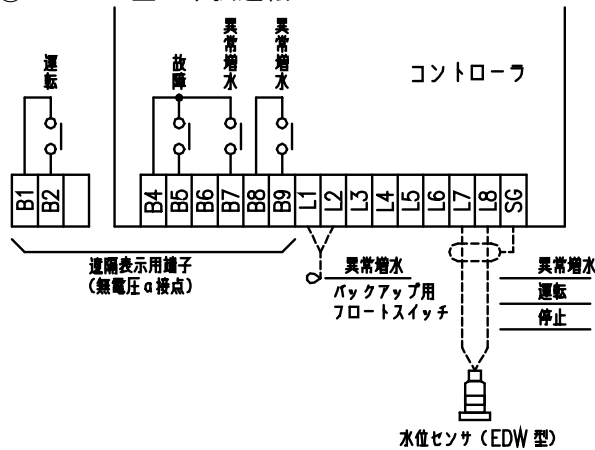 運転
故障
異常増水
異常増水
コントローラ
B1 B2
B4 B5 B6 B7 B8 B9 L1 L2 L3 L4 L5 L6 L7 L8 SG
遠隔表示用端子
(無電圧a接点)
異常増水
バックアップ用
フロートスイッチ
異常増水
運転
停止
水位センサ(EDW型)